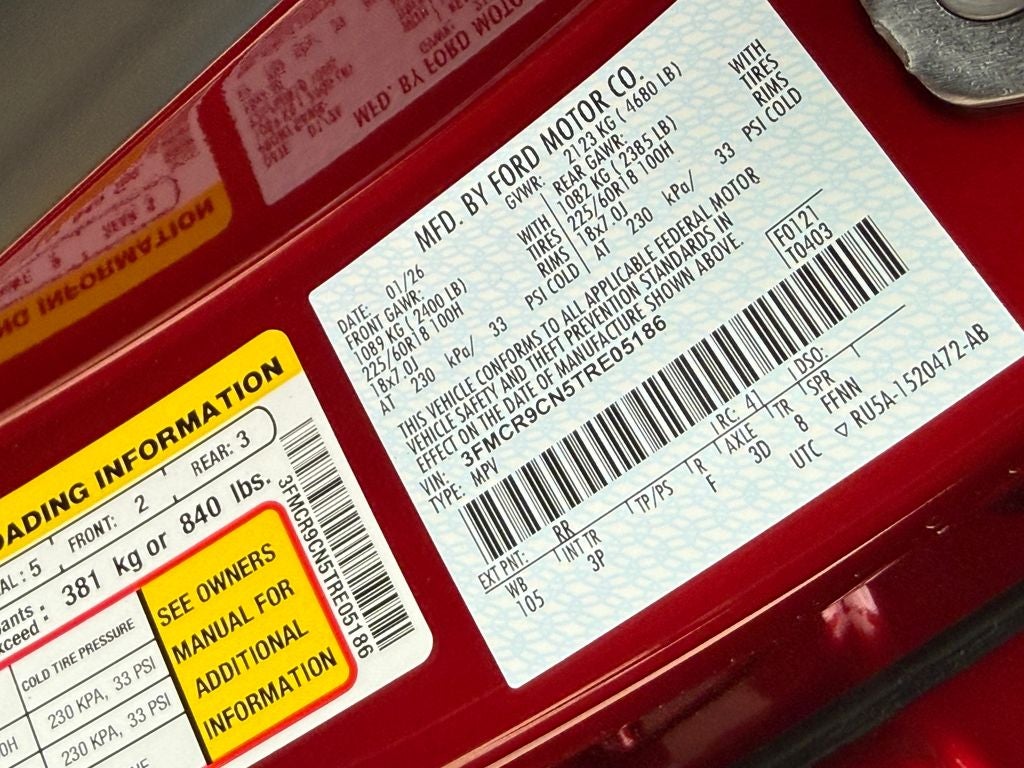 MFD. BY FORD MOTOR CO.
DATE: 01/26
GVWR: 2123 KG ( 4680 LB)
FRONT GAWR:
1089 KG ( 2400 LB)
WITH
225/60R18 100H
TIRES
18x7.0J
RIMS
AT 230 kPa/ 33 PSI COLD
REAR GAWR:
1082 KG ( 2385 LB)
WITH
225/60R18 100H
TIRES
18x7.0J
RIMS
AT 230 kPa/ 33 PSI COLD
THIS VEHICLE CONFORMS TO ALL APPLICABLE FEDERAL MOTOR
VEHICLE SAFETY AND THEFT PREVENTION STANDARDS IN
EFFECT ON THE DATE OF MANUFACTURE SHOWN ABOVE.
VIN: 3FMCR9CN5TRE05186
TYPE: MPV
F0121
T0403
EXT PNT: RR RC: 41 DSO:
WB INT TR TP/PS R AXLE TR SPR
105 3P F 3D 8 FFNN
UTC
▽ RU5A-1520472-AB
OADING INFORMATION
AL : 5 FRONT: 2 REAR: 3
pants
xceed : 381 kg or 840 lbs.
COLD TIRE PRESSURE
230 KPA, 33 PSI
0H 230 KPA, 33 PSI
SEE OWNERS
MANUAL FOR
ADDITIONAL
INFORMATION
3FMCR9CN5TRE05186